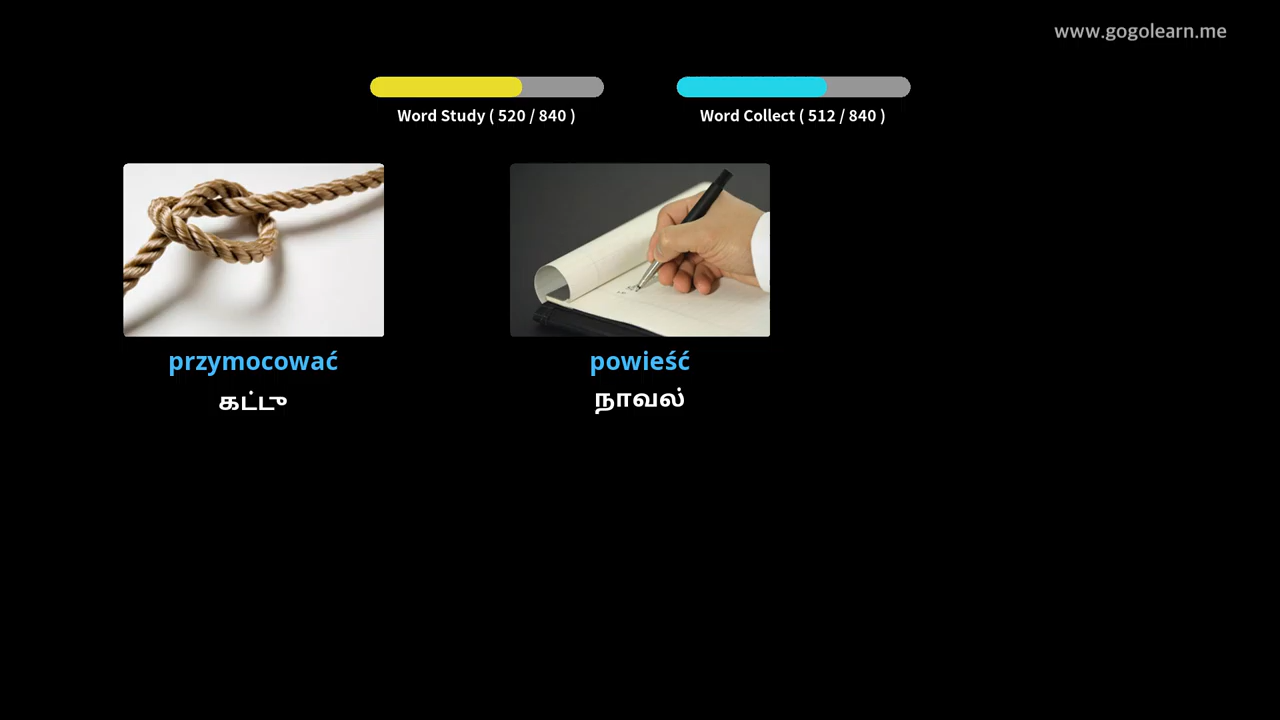 www.gogolearn.me
Word Study ( 520 / 840 )
Word Collect ( 512 / 840 )
przymocować
powieść
கட்டு
நாவல்